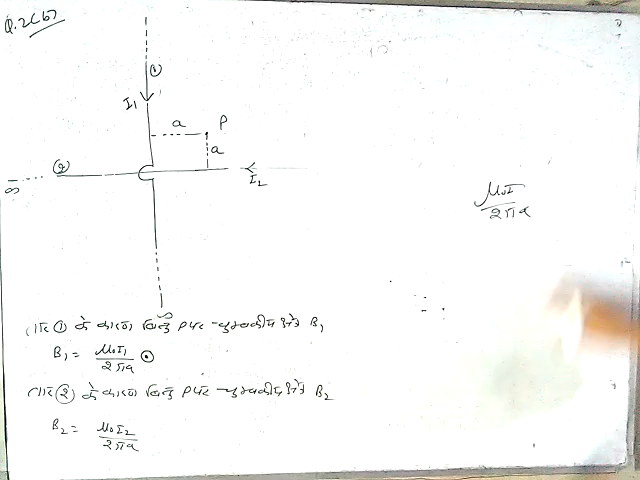 Q.2(b)
①
I₁
a
P
②
a
I₂
∞
μ₀I/2πa
∞
तार ① के कारण बिन्दु P पर चुम्बकीय क्षेत्र B₁
B₁ = μ₀I₁/2πa ⊙
तार ② के कारण बिन्दु P पर चुम्बकीय क्षेत्र B₂
B₂ = μ₀I₂/2πa